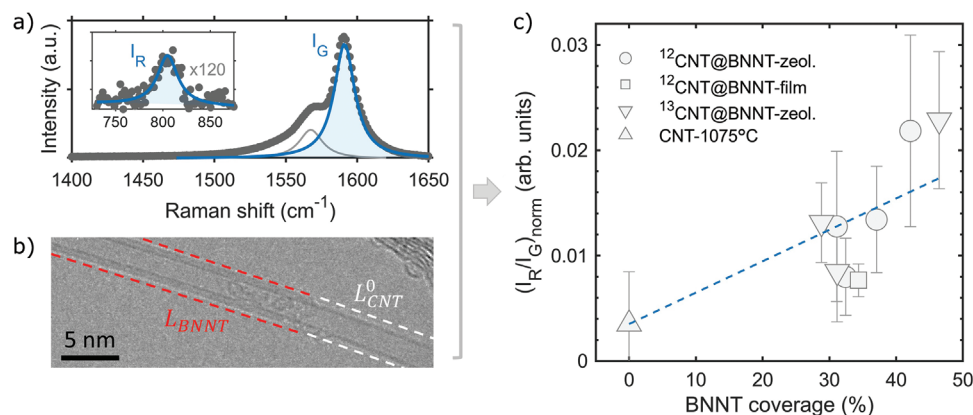 a)
Intensity (a.u.)
I_R
x120
750 800 850
I_G
1400 1450 1500 1550 1600 1650
Raman shift (cm⁻¹)
b)
L_BNNT
L⁰_CNT
5 nm
c)
(I_R/I_G)norm (arb. units)
0.03
0.02
0.01
0
¹²CNT@BNNT-zeol.
¹²CNT@BNNT-film
¹³CNT@BNNT-zeol.
CNT-1075ºC
0 10 20 30 40 50
BNNT coverage (%)